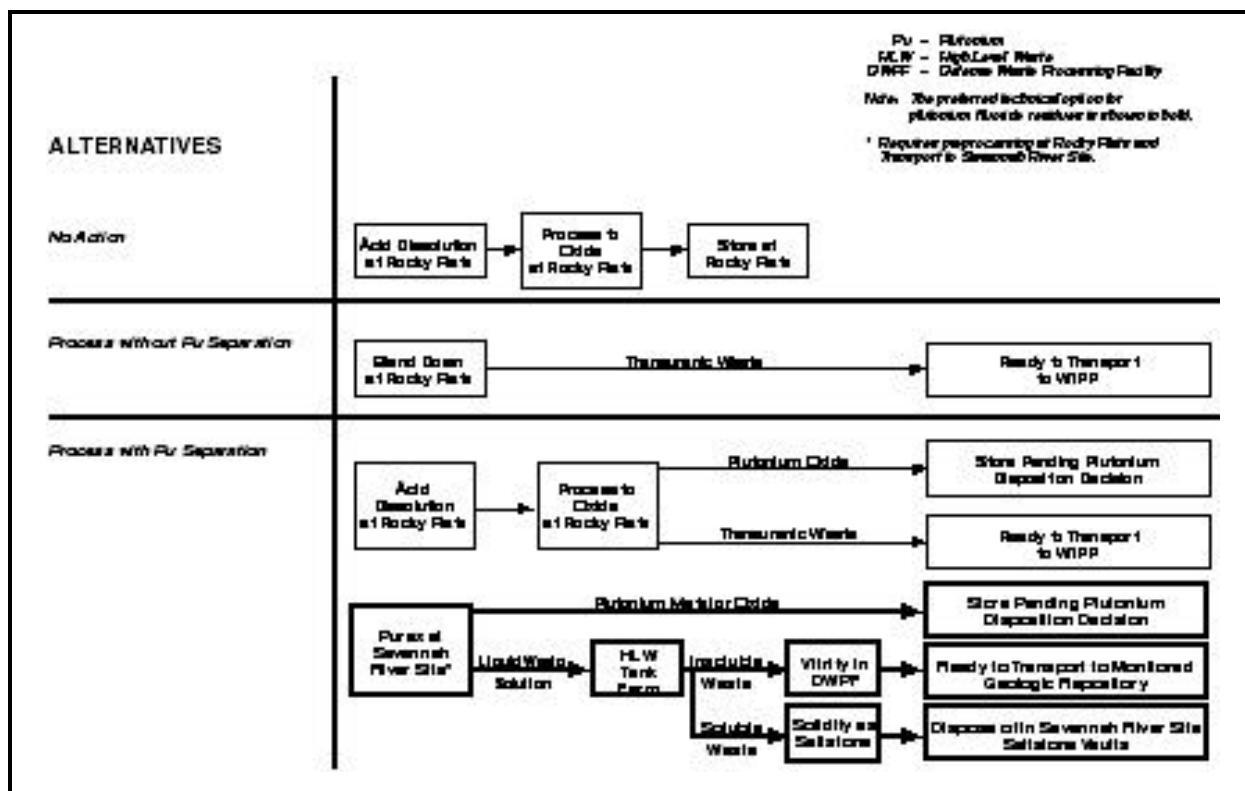 Pu – Plutonium
HLW – High Level Waste
DWPF – Defense Waste Processing Facility
Note: The preferred technical option for
plutonium fluoride residues is shown in bold.
* Requires preprocessing at Rocky Flats and
Transport to Savannah River Site.
ALTERNATIVES
No Action
Acid Dissolution
at Rocky Flats
Process to
Oxide
at Rocky Flats
Store at
Rocky Flats
Process without Pu Separation
Blend Down
at Rocky Flats
Transuranic Waste
Ready to Transport
to WIPP
Process with Pu Separation
Acid
Dissolution
at Rocky Flats
Process to
Oxide
at Rocky Flats
Plutonium Oxide
Store Pending Plutonium
Disposition Decision
Transuranic Waste
Ready to Transport
to WIPP
Purex at
Savannah
River Site*
Plutonium Metal or Oxide
Store Pending Plutonium
Disposition Decision
Liquid Waste
Solution
HLW
Tank
Farm
Insoluble
Waste
Vitrify in
DWPF
Ready to Transport to Monitored
Geologic Repository
Soluble
Waste
Solidify as
Saltstone
Dispose of in Savannah River Site
Saltstone Vaults